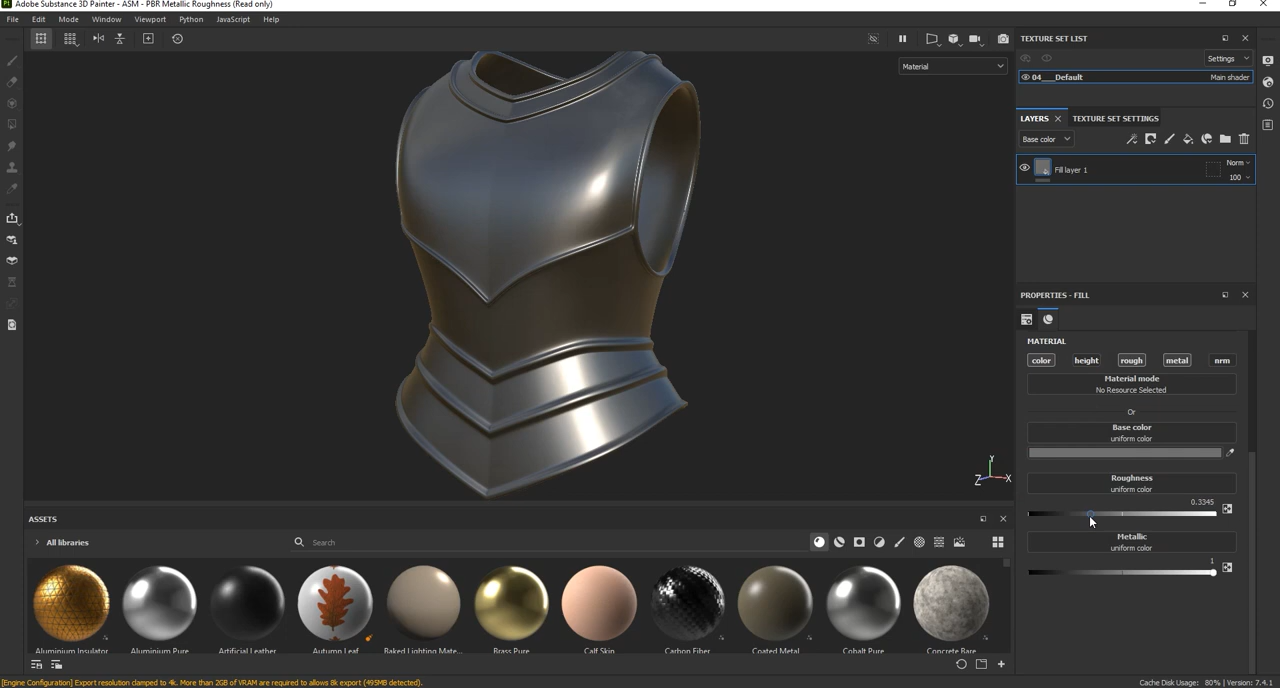 Adobe Substance 3D Painter - ASM - PBR Metallic Roughness (Read only)
File Edit Mode Window Viewport Python JavaScript Help
Material
TEXTURE SET LIST
Settings
04___Default Main shader
LAYERS TEXTURE SET SETTINGS
Base color
Norm
Fill layer 1
100
PROPERTIES - FILL
MATERIAL
color height rough metal nrm
Material mode
No Resource Selected
Or
Base color
uniform color
Roughness
uniform color
0.3345
Metallic
uniform color
1
Y
Z X
ASSETS
All libraries Search
Aluminium Insulator Aluminium Pure Artificial Leather Autumn Leaf Baked Lighting Mate... Brass Pure Calf Skin Carbon Fiber Coated Metal Cobalt Pure Concrete Bare
[Engine Configuration] Export resolution clamped to 4k. More than 2GB of VRAM are required to allows 8k export (495MB detected).
Cache Disk Usage: 80% | Version: 7.4.1